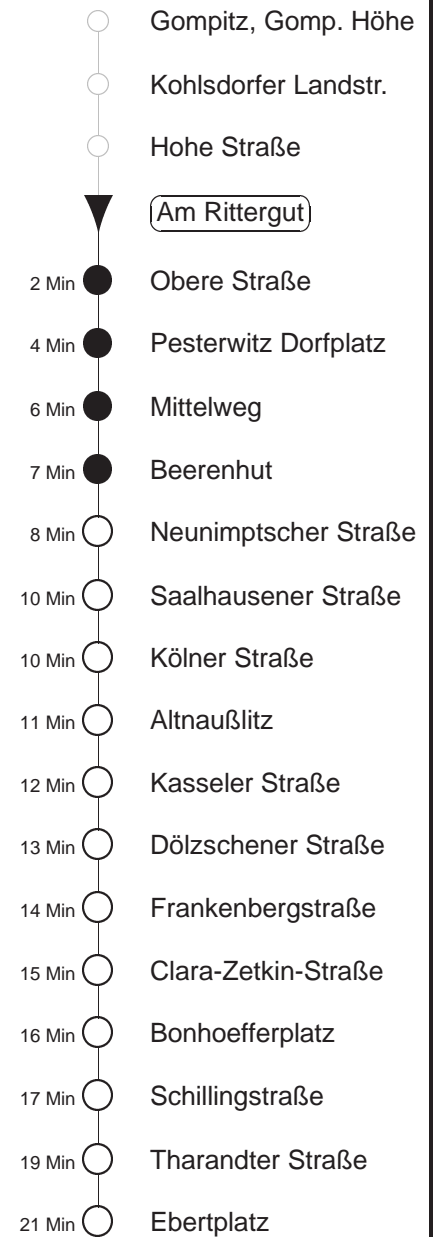 Gompitz, Gomp. Höhe
Kohlsdorfer Landstr.
Hohe Straße
Am Rittergut
2 Min Obere Straße
4 Min Pesterwitz Dorfplatz
6 Min Mittelweg
7 Min Beerenhut
8 Min Neunimptscher Straße
10 Min Saalhausener Straße
10 Min Kölner Straße
11 Min Altnaußlitz
12 Min Kasseler Straße
13 Min Dölzschener Straße
14 Min Frankenbergstraße
15 Min Clara-Zetkin-Straße
16 Min Bonhoefferplatz
17 Min Schillingstraße
19 Min Tharandter Straße
21 Min Ebertplatz